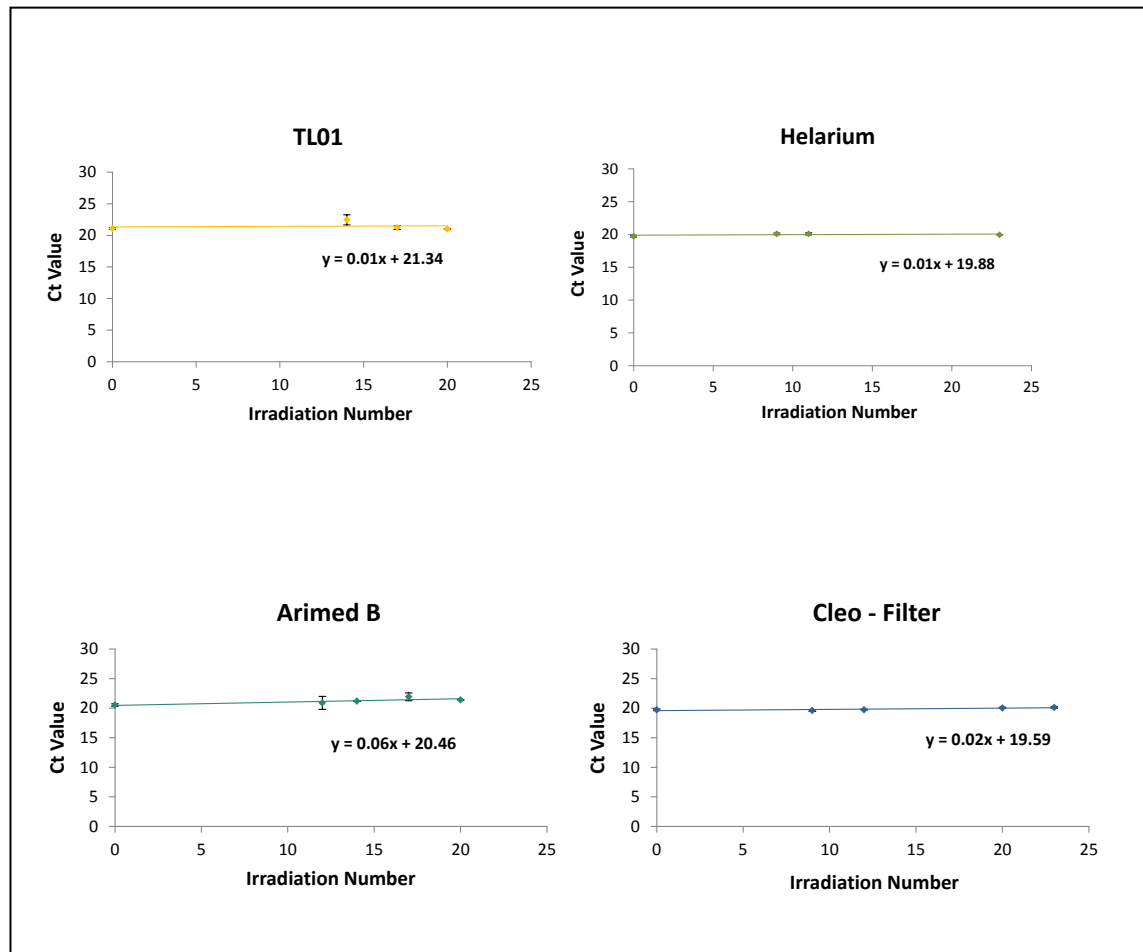 TL01
30
25
20
15
10
5
0
Ct Value
y = 0.01x + 21.34
0 5 10 15 20 25
Irradiation Number
Helarium
30
25
20
15
10
5
0
Ct Value
y = 0.01x + 19.88
0 5 10 15 20 25
Irradiation Number
Arimed B
30
25
20
15
10
5
0
Ct Value
y = 0.06x + 20.46
0 5 10 15 20 25
Irradiation Number
Cleo - Filter
30
25
20
15
10
5
0
Ct Value
y = 0.02x + 19.59
0 5 10 15 20 25
Irradiation Number